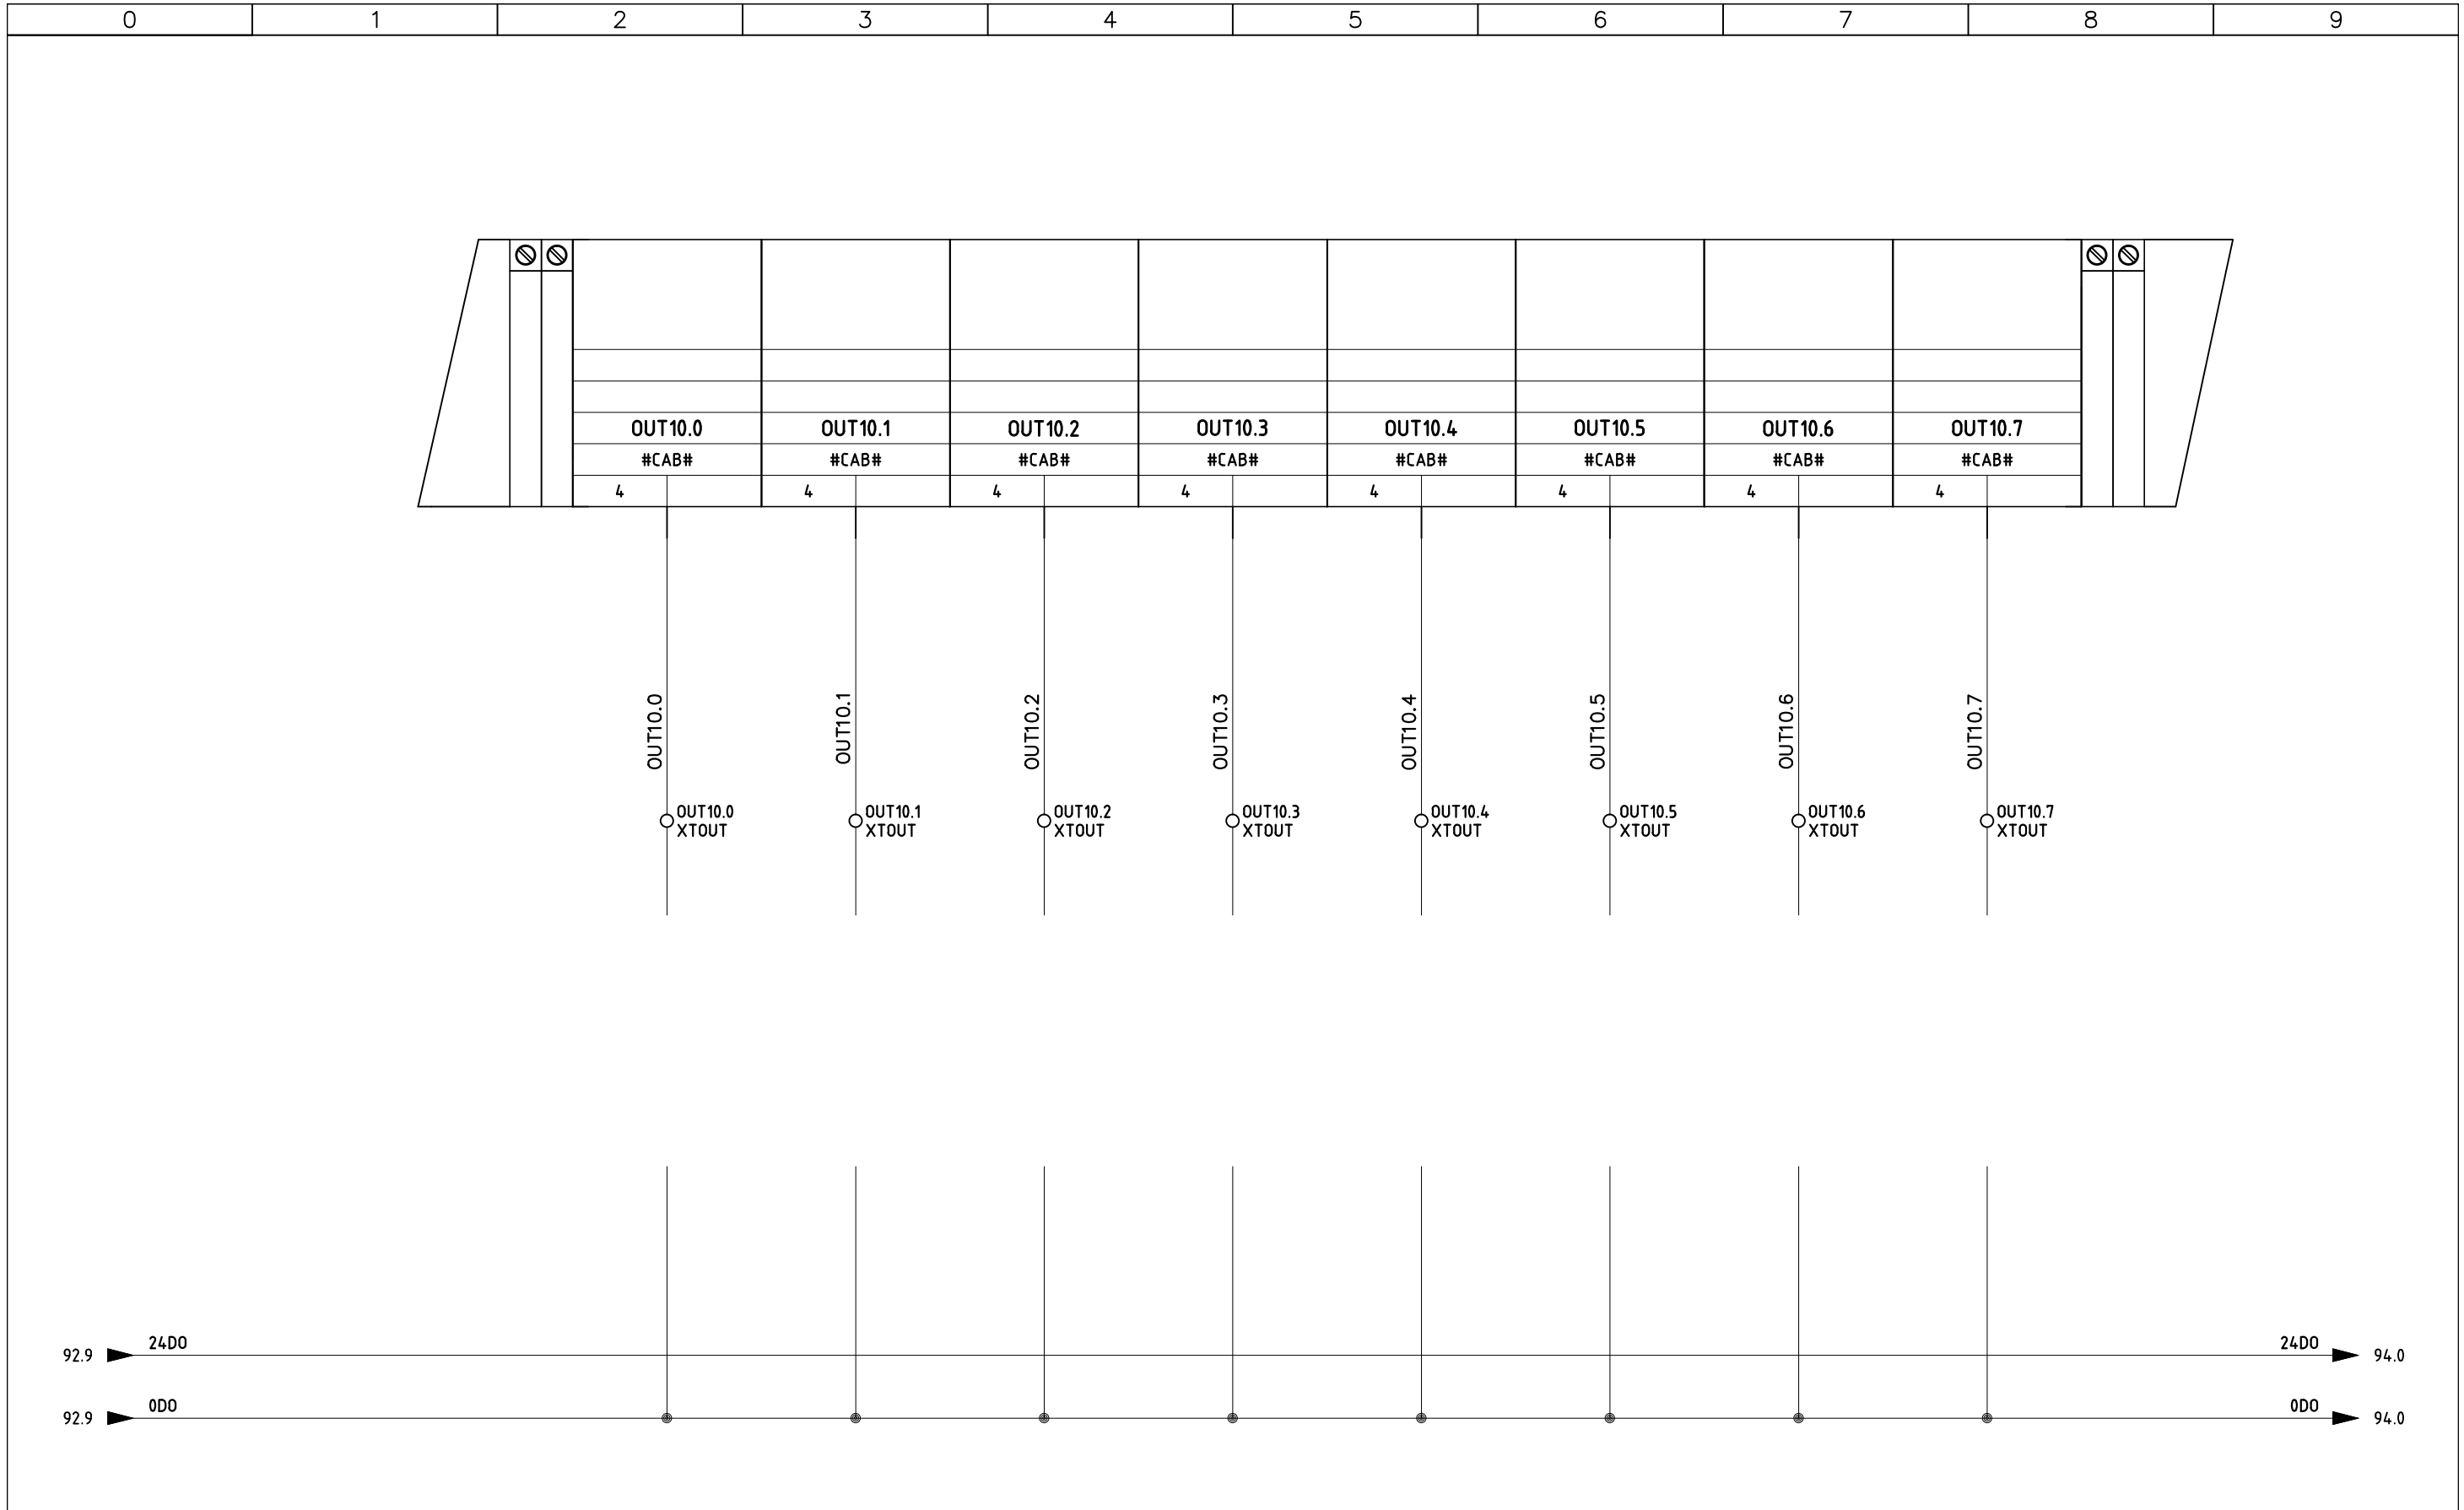 0 1 2 3 4 5 6 7 8 9
OUT10.0 OUT10.1 OUT10.2 OUT10.3 OUT10.4 OUT10.5 OUT10.6 OUT10.7
#CAB# #CAB# #CAB# #CAB# #CAB# #CAB# #CAB# #CAB#
4 4 4 4 4 4 4 4
OUT10.0 OUT10.1 OUT10.2 OUT10.3 OUT10.4 OUT10.5 OUT10.6 OUT10.7
OUT10.0 OUT10.1 OUT10.2 OUT10.3 OUT10.4 OUT10.5 OUT10.6 OUT10.7
XTOUT XTOUT XTOUT XTOUT XTOUT XTOUT XTOUT XTOUT
24DO 24DO
92.9 94.0
0DO 0DO
92.9 94.0